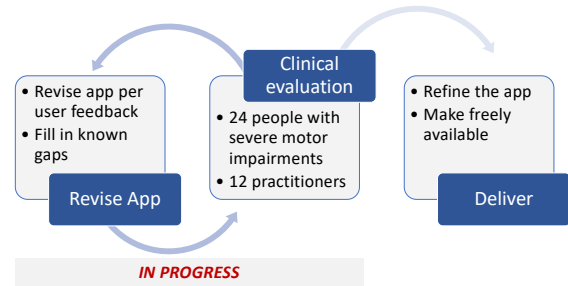 • Revise app per
user feedback
• Fill in known
gaps
Revise App
Clinical
evaluation
• 24 people with
severe motor
impairments
• 12 practitioners
• Refine the app
• Make freely
available
Deliver
IN PROGRESS